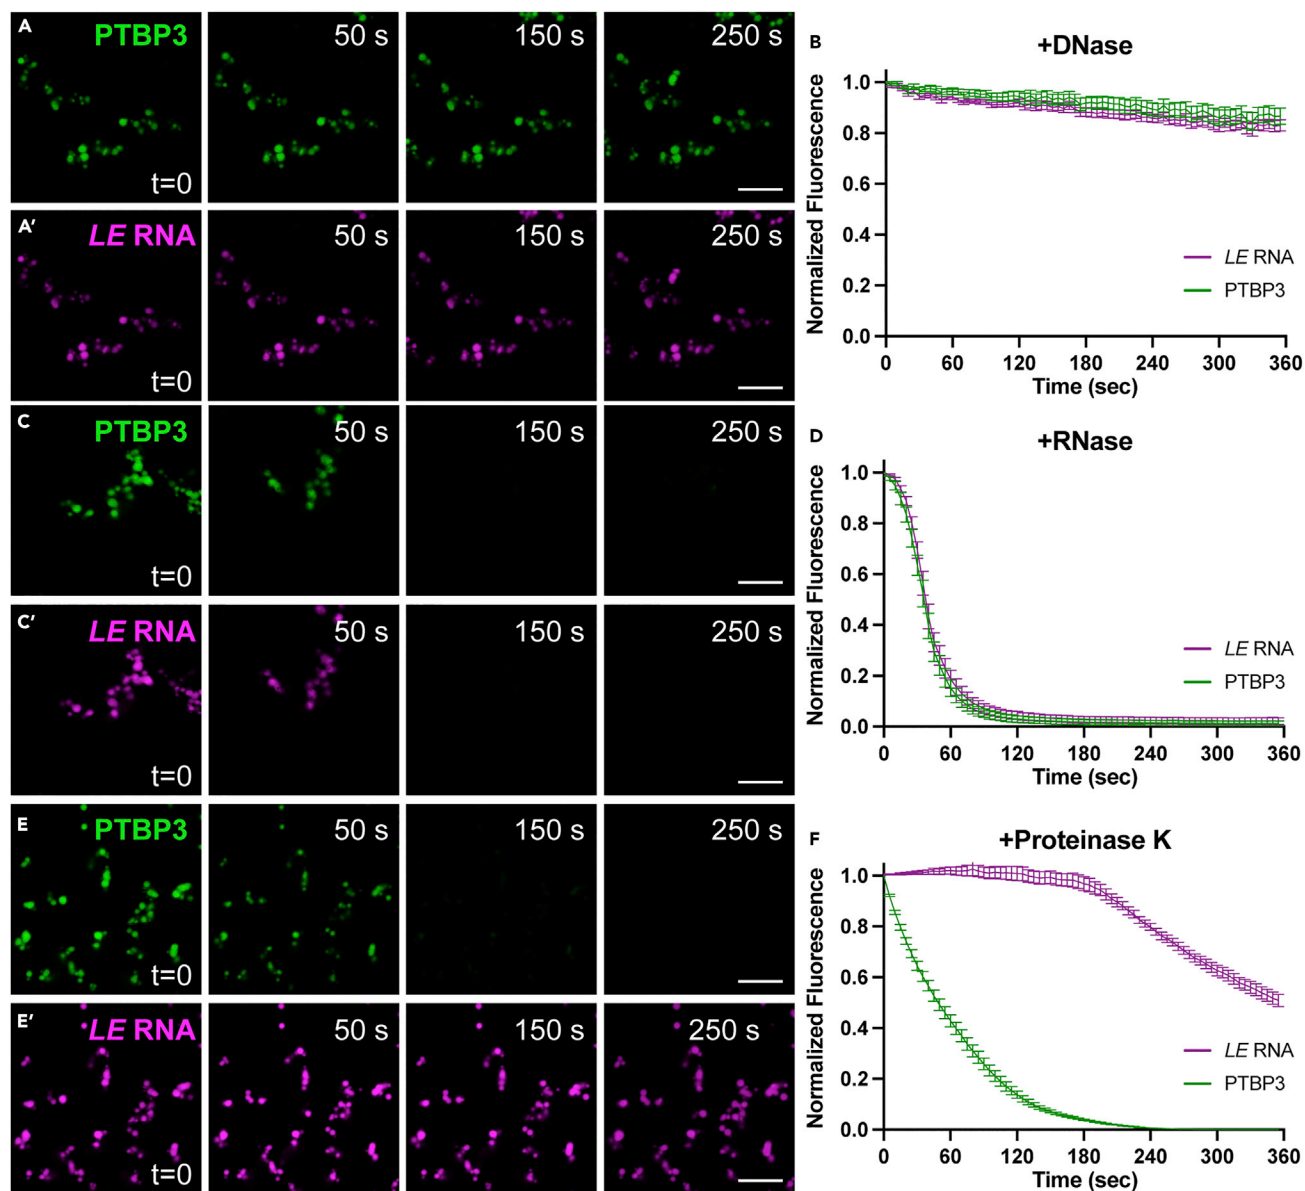 A
PTBP3
t=0
50 s
150 s
250 s
A′
LE RNA
t=0
50 s
150 s
250 s
B
+DNase
Normalized Fluorescence
1.0
0.8
0.6
0.4
0.2
0.0
LE RNA
PTBP3
0 60 120 180 240 300 360
Time (sec)
C
PTBP3
t=0
50 s
150 s
250 s
C′
LE RNA
t=0
50 s
150 s
250 s
D
+RNase
Normalized Fluorescence
1.0
0.8
0.6
0.4
0.2
0.0
LE RNA
PTBP3
0 60 120 180 240 300 360
Time (sec)
E
PTBP3
t=0
50 s
150 s
250 s
E′
LE RNA
t=0
50 s
150 s
250 s
F
+Proteinase K
Normalized Fluorescence
1.0
0.8
0.6
0.4
0.2
0.0
LE RNA
PTBP3
0 60 120 180 240 300 360
Time (sec)